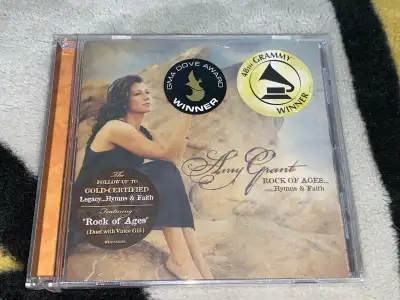 GMA DOVE AWARD
WINNER
48TH GRAMMY
WINNER
Amy Grant
ROCK OF AGES...
...Hymns & Faith
The
FOLLOW-UP TO
GOLD-CERTIFIED
Legacy...Hymns & Faith
Featuring
"Rock of Ages"
(Duet with Vince Gill)